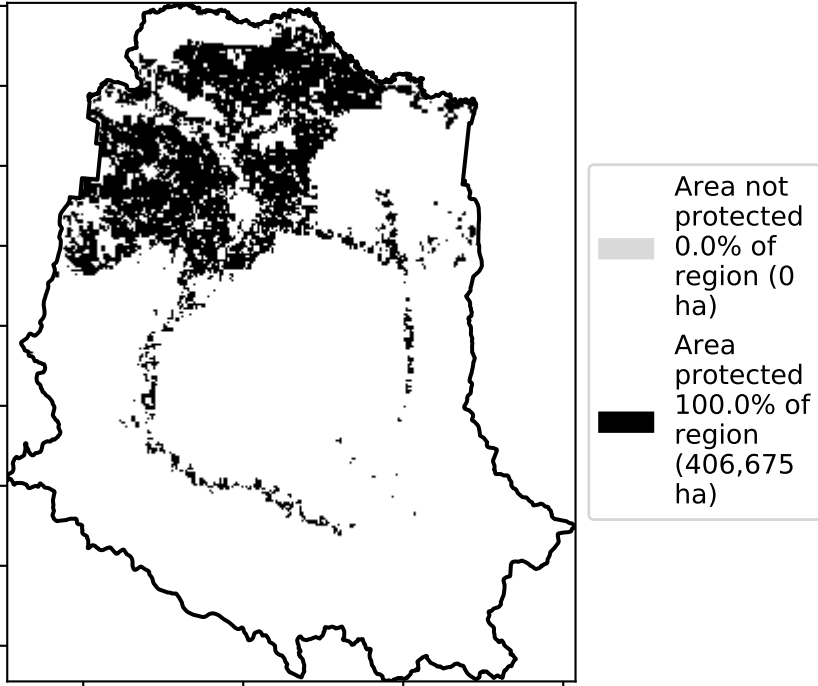 Area not
protected
0.0% of
region (0
ha)
Area
protected
100.0% of
region
(406,675
ha)